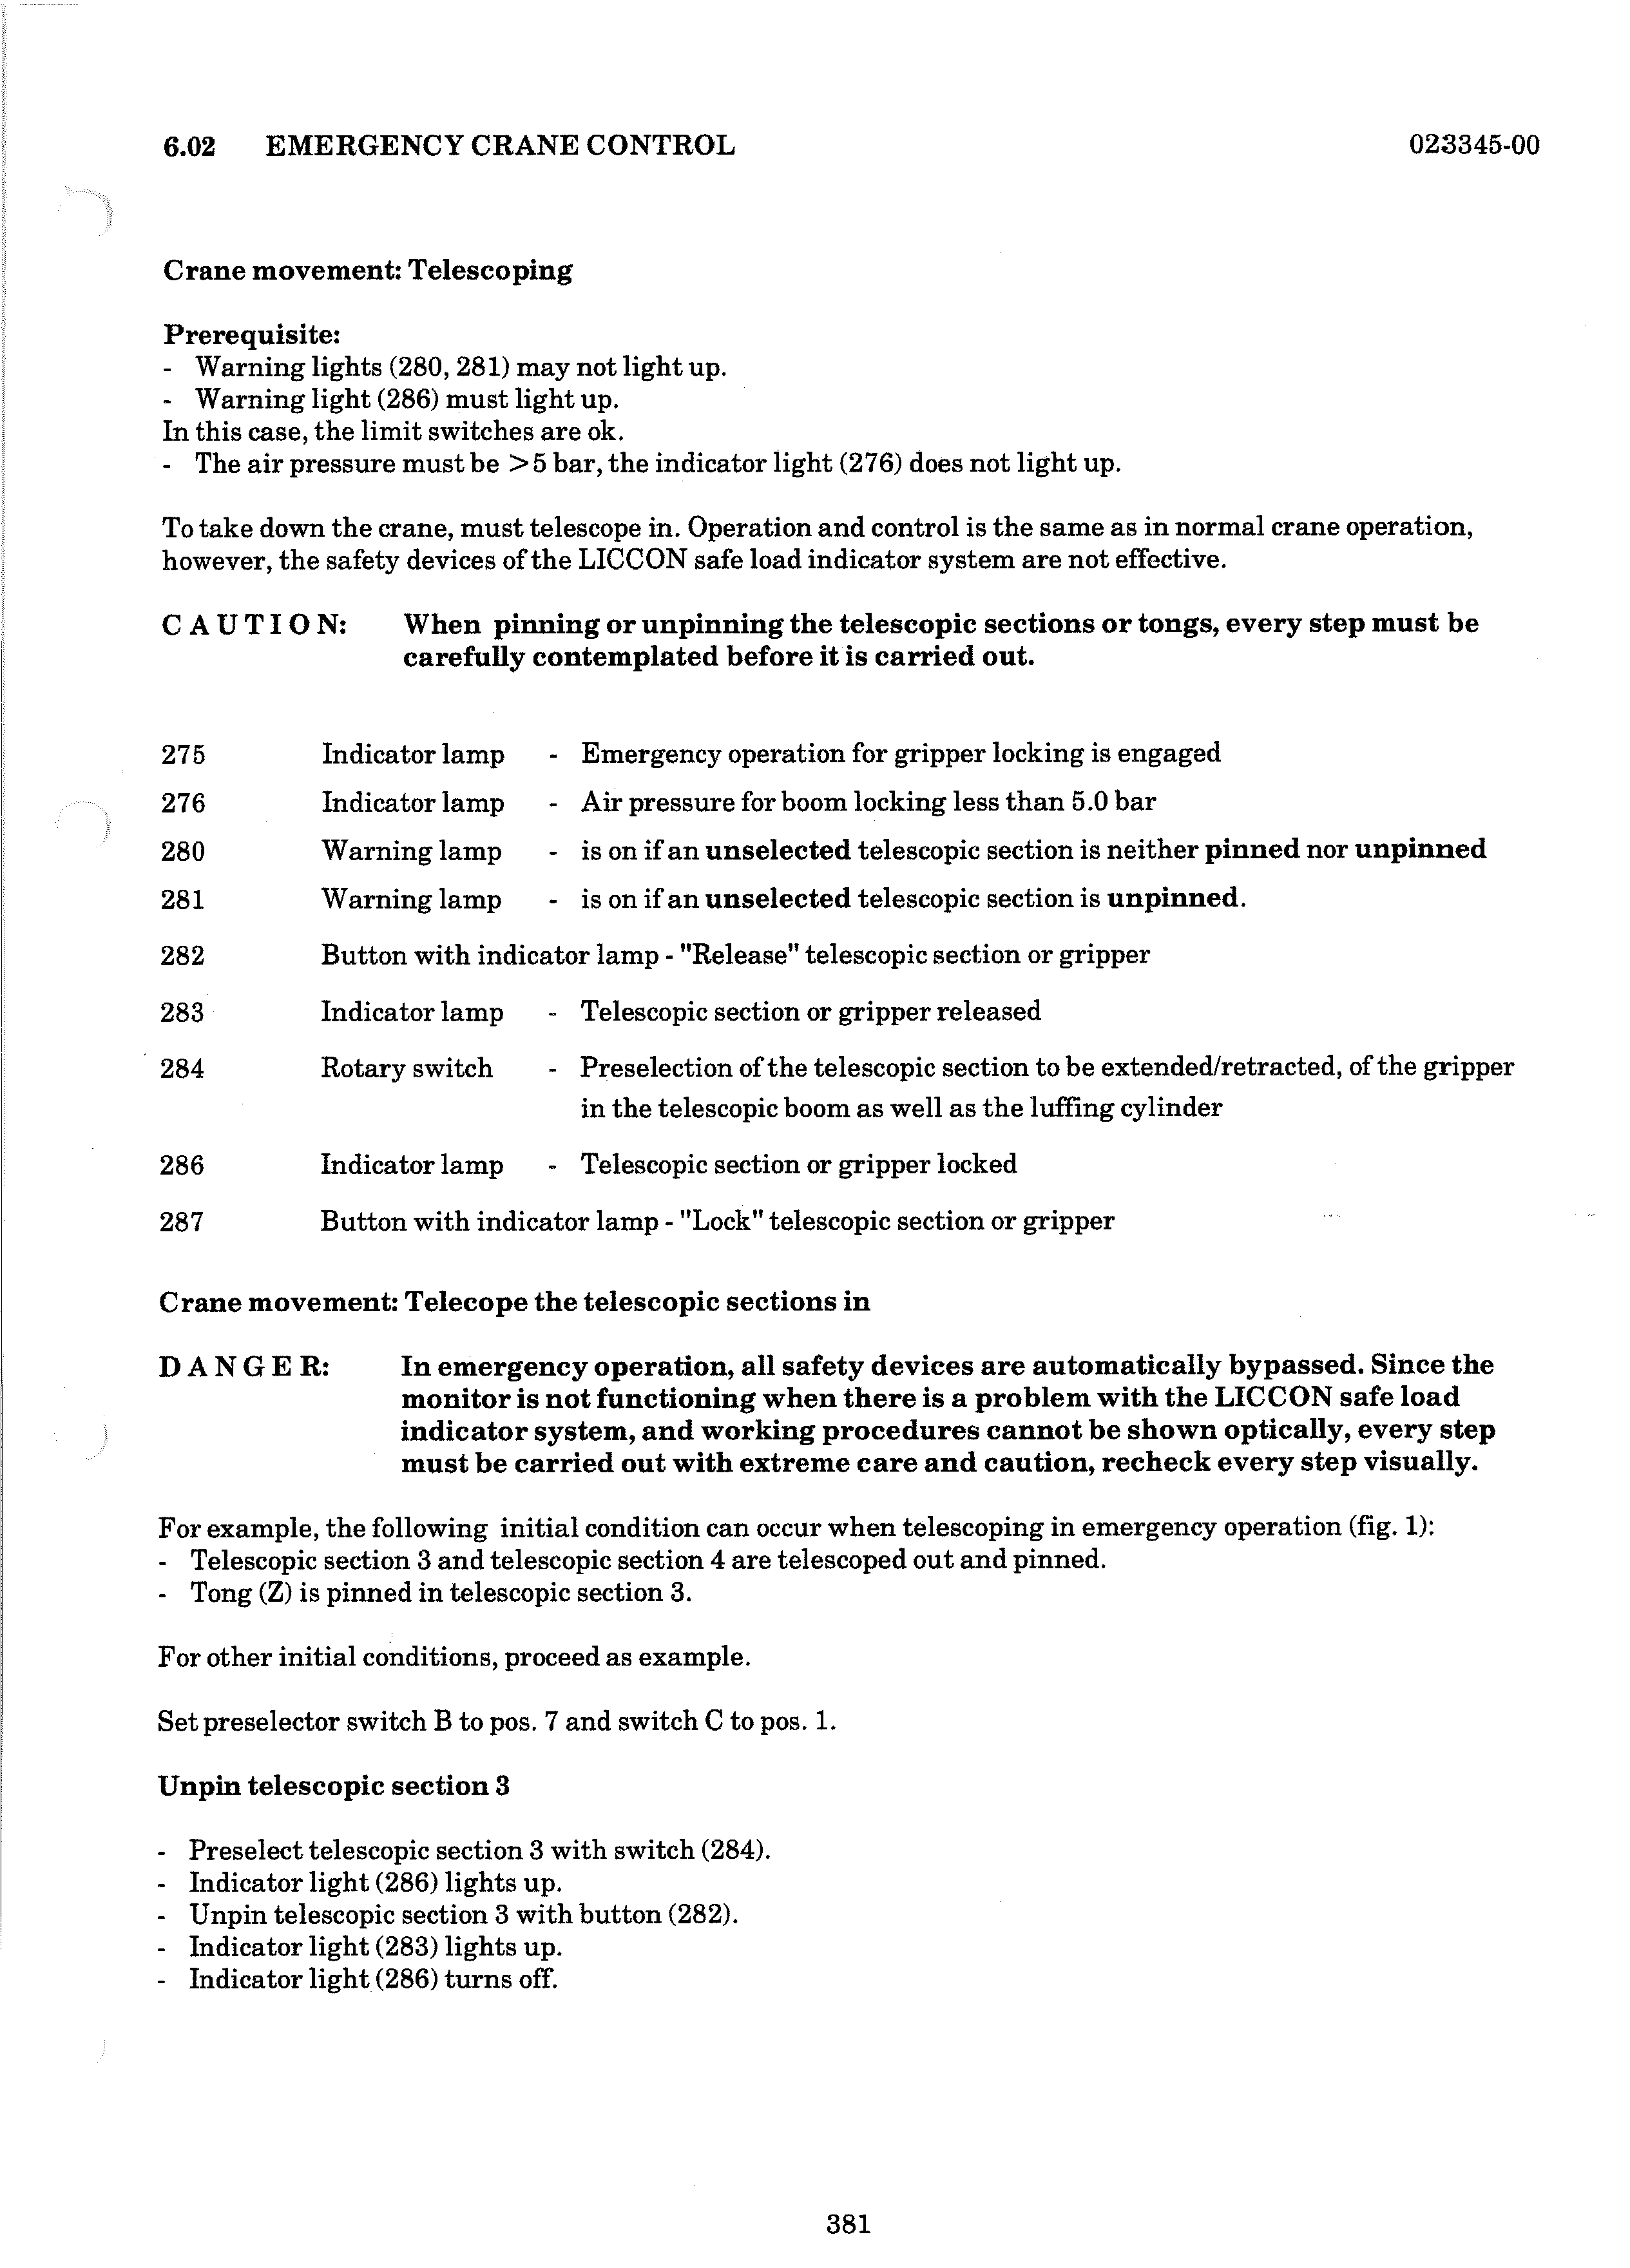 6.02 EMERGENCY CRANE CONTROL 023345-00
Crane movement: Telescoping
Prerequisite:
- Warning lights (280, 281) may not light up.
- Warning light (286) must light up.
In this case, the limit switches are ok.
- The air pressure must be >5 bar, the indicator light (276) does not light up.
To take down the crane, must telescope in. Operation and control is the same as in normal crane operation,
however, the safety devices of the LICCON safe load indicator system are not effective.
C A U T I O N: When pinning or unpinning the telescopic sections or tongs, every step must be
carefully contemplated before it is carried out.
275 Indicator lamp - Emergency operation for gripper locking is engaged
276 Indicator lamp - Air pressure for boom locking less than 5.0 bar
280 Warning lamp - is on if an unselected telescopic section is neither pinned nor unpinned
281 Warning lamp - is on if an unselected telescopic section is unpinned.
282 Button with indicator lamp - "Release" telescopic section or gripper
283 Indicator lamp - Telescopic section or gripper released
284 Rotary switch - Preselection of the telescopic section to be extended/retracted, of the gripper
in the telescopic boom as well as the luffing cylinder
286 Indicator lamp - Telescopic section or gripper locked
287 Button with indicator lamp - "Lock" telescopic section or gripper
Crane movement: Telecope the telescopic sections in
D A N G E R: In emergency operation, all safety devices are automatically bypassed. Since the
monitor is not functioning when there is a problem with the LICCON safe load
indicator system, and working procedures cannot be shown optically, every step
must be carried out with extreme care and caution, recheck every step visually.
For example, the following initial condition can occur when telescoping in emergency operation (fig. 1):
- Telescopic section 3 and telescopic section 4 are telescoped out and pinned.
- Tong (Z) is pinned in telescopic section 3.
For other initial conditions, proceed as example.
Set preselector switch B to pos. 7 and switch C to pos. 1.
Unpin telescopic section 3
- Preselect telescopic section 3 with switch (284).
- Indicator light (286) lights up.
- Unpin telescopic section 3 with button (282).
- Indicator light (283) lights up.
- Indicator light (286) turns off.
381